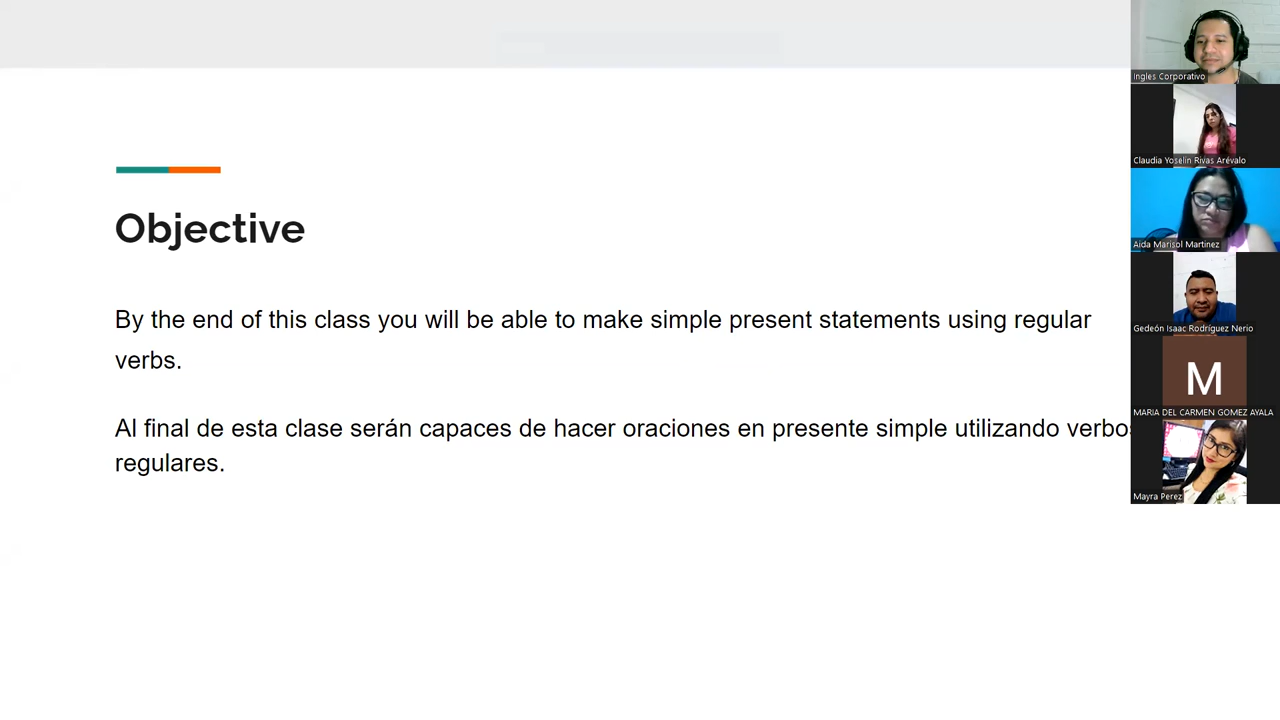 Objective
By the end of this class you will be able to make simple present statements using regular
verbs.
Al final de esta clase serán capaces de hacer oraciones en presente simple utilizando verbos
regulares.
Ingles Corporativo
Claudia Yoselin Rivas Arévalo
Aida Marisol Martinez
Gedeón Isaac Rodríguez Nerio
M
MARIA DEL CARMEN GOMEZ AYALA
Mayra Perez